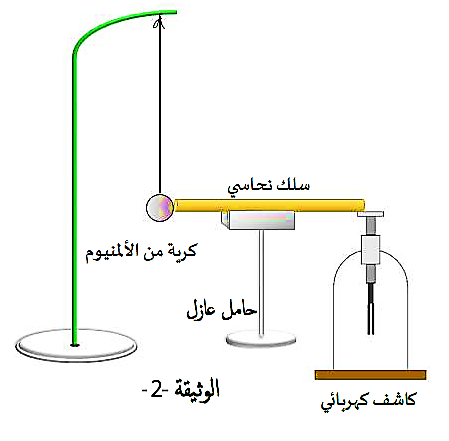 سلك نحاسي
كرية من الألمنيوم
حامل عازل
كاشف كهربائي
الوثيقة -2-